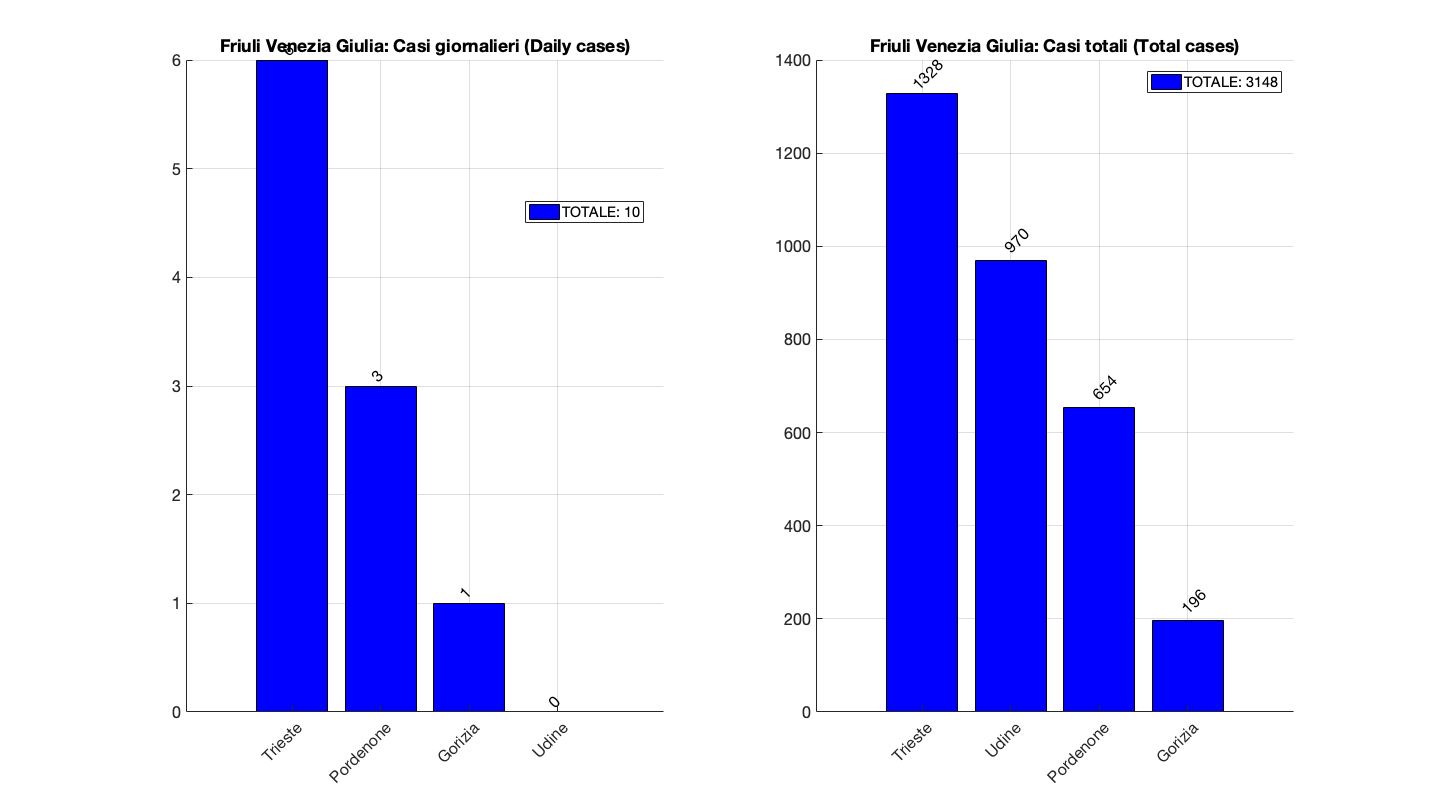 Friuli Venezia Giulia: Casi giornalieri (Daily cases)
6
6
5
4
3
2
1
0
TOTALE: 10
3
1
0
Trieste
Pordenone
Gorizia
Udine
Friuli Venezia Giulia: Casi totali (Total cases)
1400
1200
1000
800
600
400
200
0
TOTALE: 3148
1328
970
654
196
Trieste
Udine
Pordenone
Gorizia